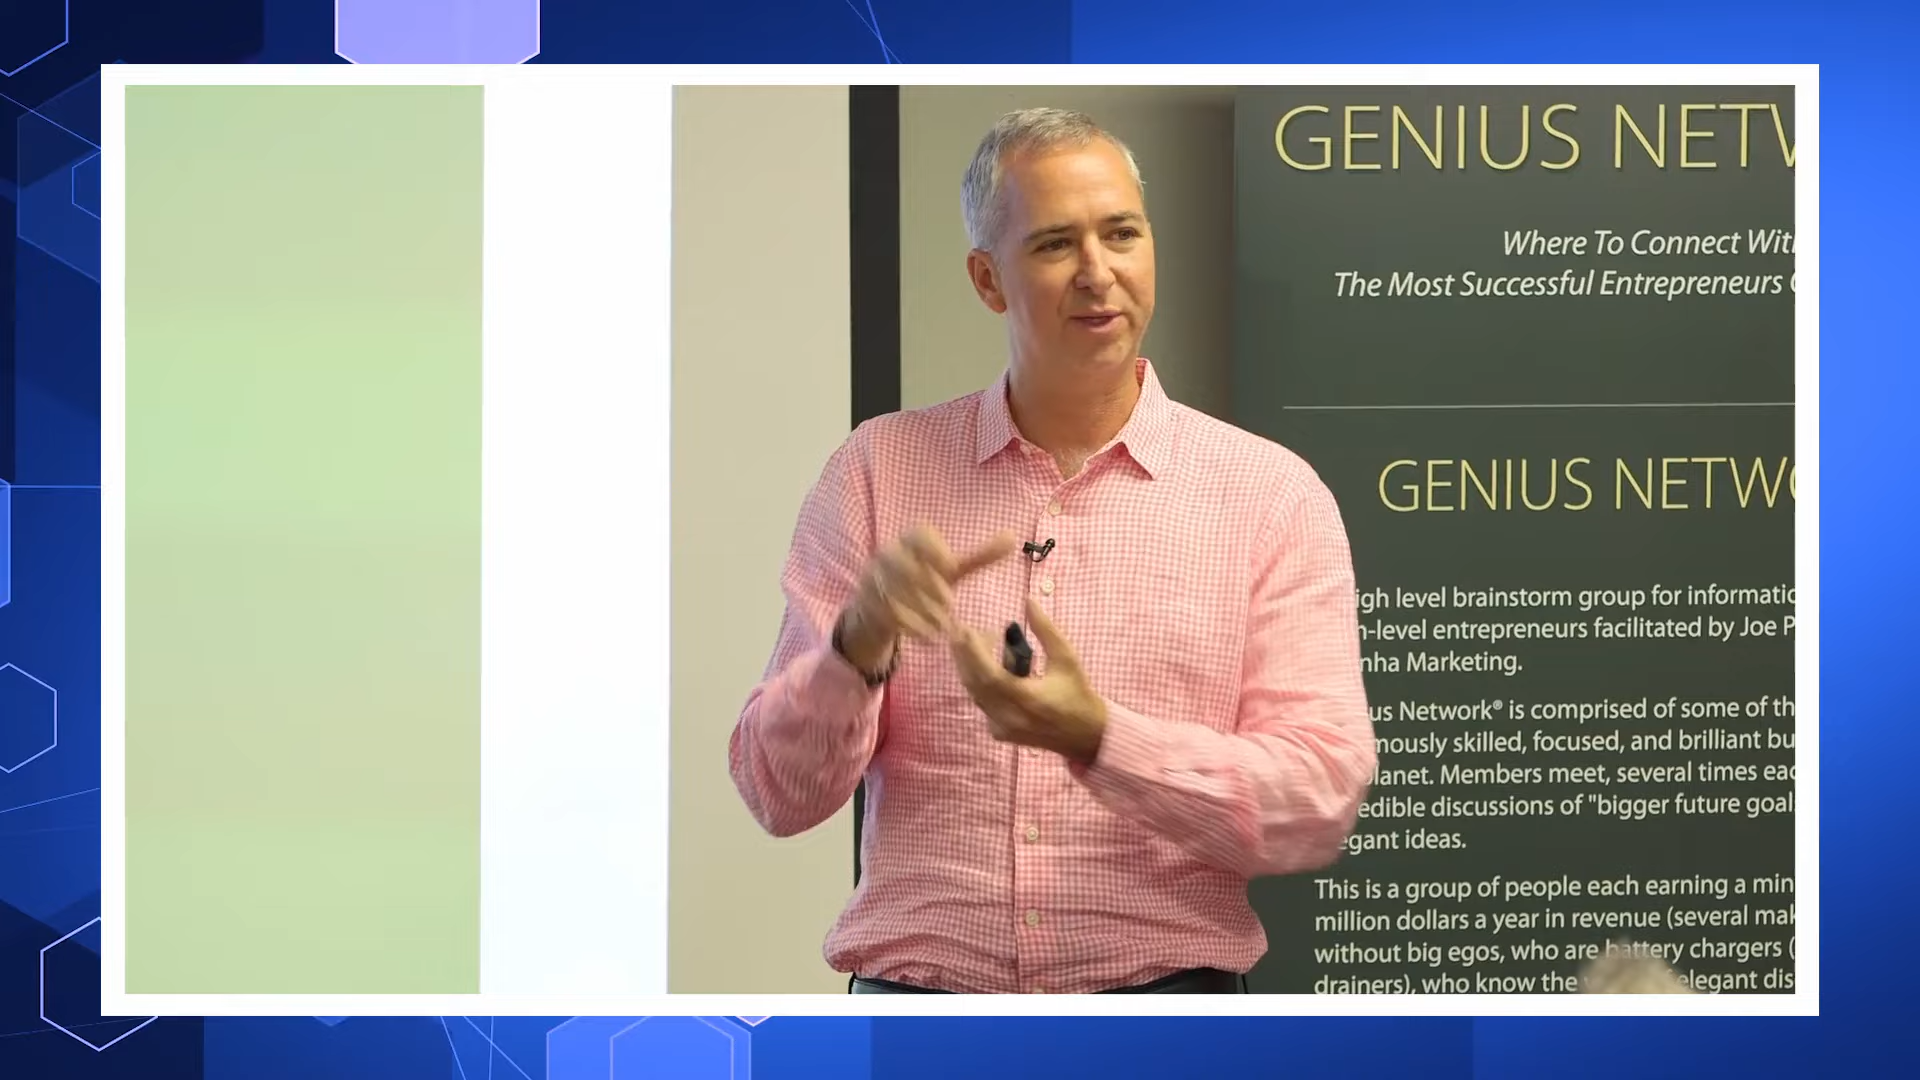 GENIUS NETW
Where To Connect Wit
The Most Successful Entrepreneurs
GENIUS NETW
igh level brainstorm group for informatio
-level entrepreneurs facilitated by Joe P
nha Marketing.
us Network® is comprised of some of th
mously skilled, focused, and brilliant bu
lanet. Members meet, several times eac
edible discussions of "bigger future goal
egant ideas.
This is a group of people each earning a min
million dollars a year in revenue (several mak
without big egos, who are battery chargers (
drainers), who know the elegant dis